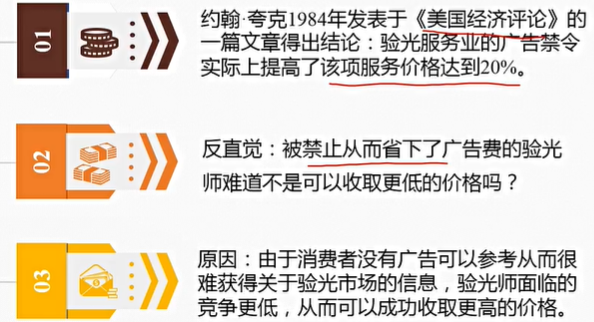 01
约翰·夸克1984年发表于《美国经济评论》的
一篇文章得出结论：验光服务业的广告禁令
实际上提高了该项服务价格达到20%。
02
反直觉：被禁止从而省下了广告费的验光
师难道不是可以收取更低的价格吗？
03
原因：由于消费者没有广告可以参考从而很
难获得关于验光市场的信息，验光师面临的
竞争更低，从而可以成功收取更高的价格。